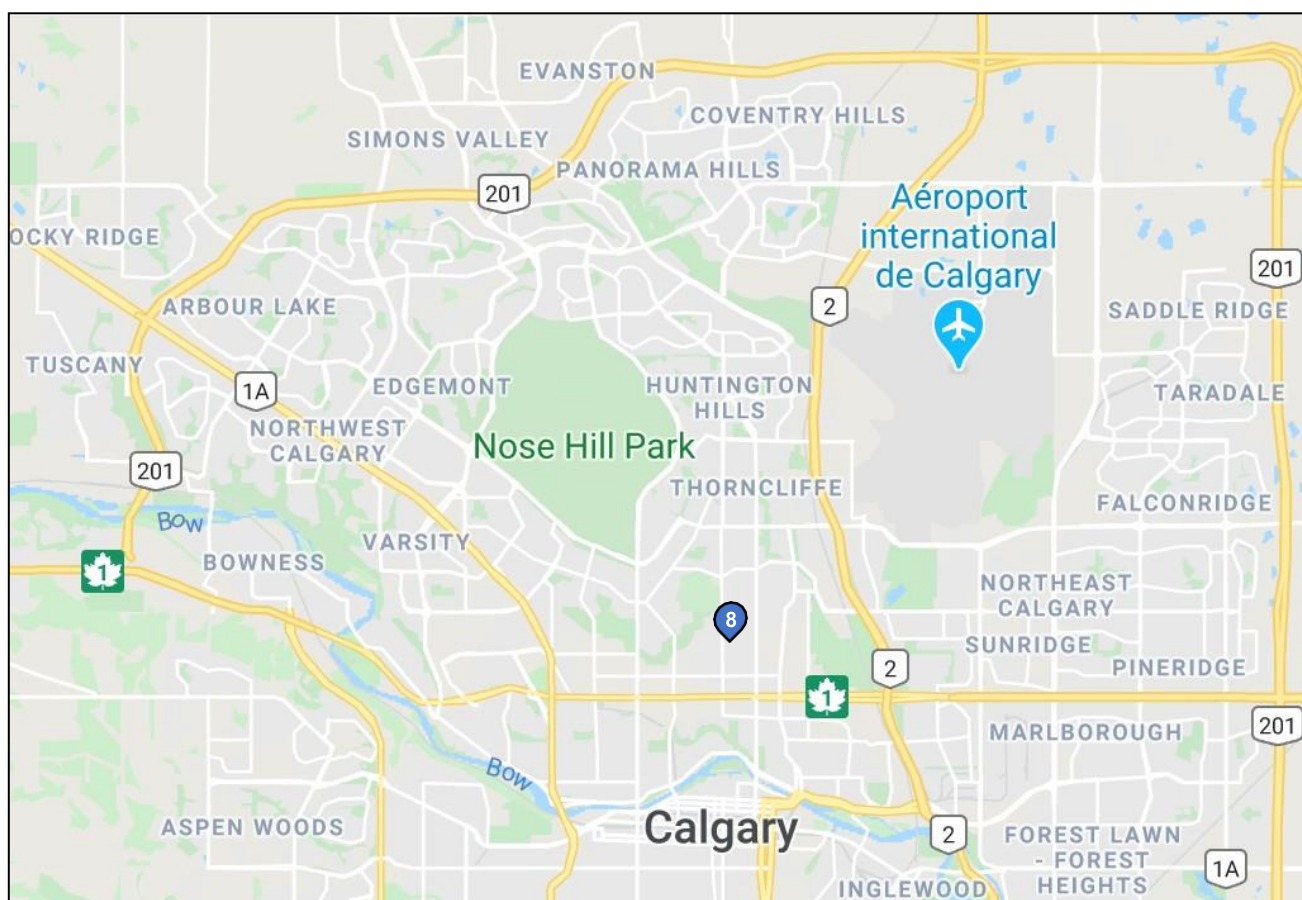 EVANSTON
COVENTRY HILLS
SIMONS VALLEY
PANORAMA HILLS
201
Aéroport
international
de Calgary
OCKY RIDGE
201
ARBOUR LAKE
2
SADDLE RIDGE
TUSCANY
1A
EDGEMONT
HUNTINGTON
HILLS
TARADALE
NORTHWEST
CALGARY
Nose Hill Park
201
THORNCLIFFE
FALCONRIDGE
Bow
VARSITY
BOWNESS
1
NORTHEAST
CALGARY
8
SUNRIDGE
PINERIDGE
2
1
MARLBOROUGH
201
Bow
ASPEN WOODS
Calgary
2
FOREST LAWN
- FOREST
HEIGHTS
1A
INGLEWOOD